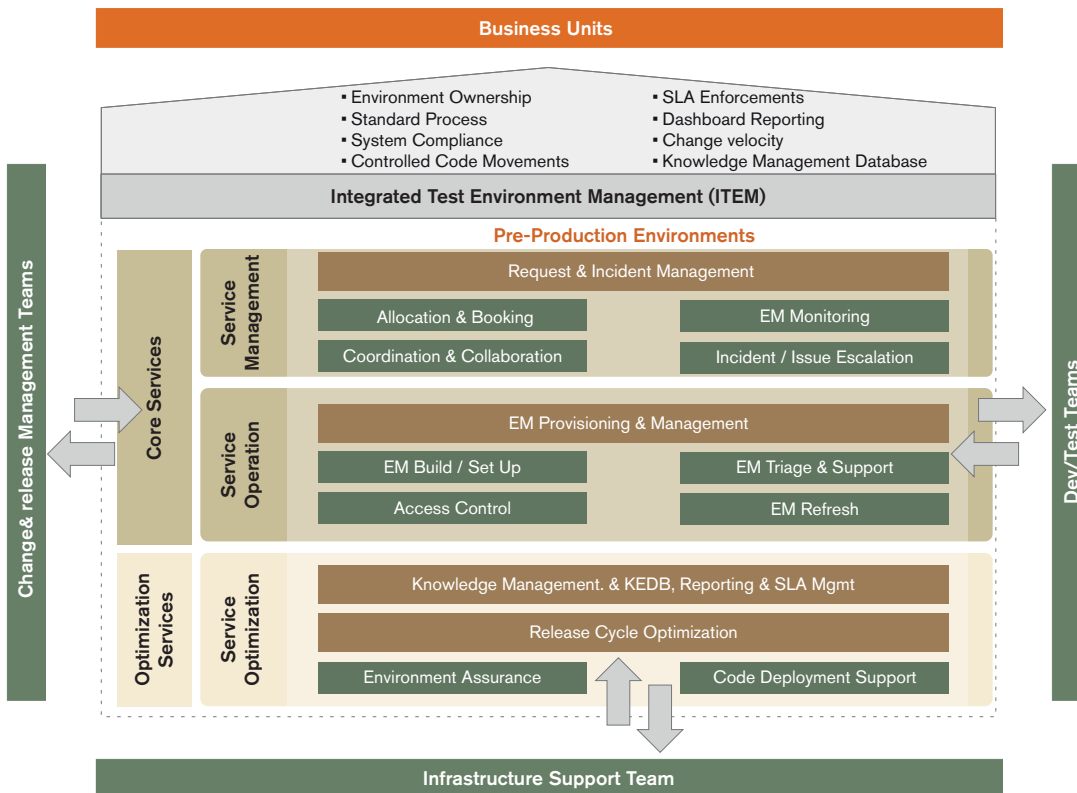 Business Units
▪ Environment Ownership
▪ Standard Process
▪ System Compliance
▪ Controlled Code Movements
▪ SLA Enforcements
▪ Dashboard Reporting
▪ Change velocity
▪ Knowledge Management Database
Integrated Test Environment Management (ITEM)
Pre-Production Environments
Change& release Management Teams
Core Services
Service
Management
Request & Incident Management
Allocation & Booking
EM Monitoring
Coordination & Collaboration
Incident / Issue Escalation
Service
Operation
EM Provisioning & Management
EM Build / Set Up
EM Triage & Support
Access Control
EM Refresh
Optimization
Services
Service
Optimization
Knowledge Management. & KEDB, Reporting & SLA Mgmt
Release Cycle Optimization
Environment Assurance
Code Deployment Support
Dev/Test Teams
Infrastructure Support Team